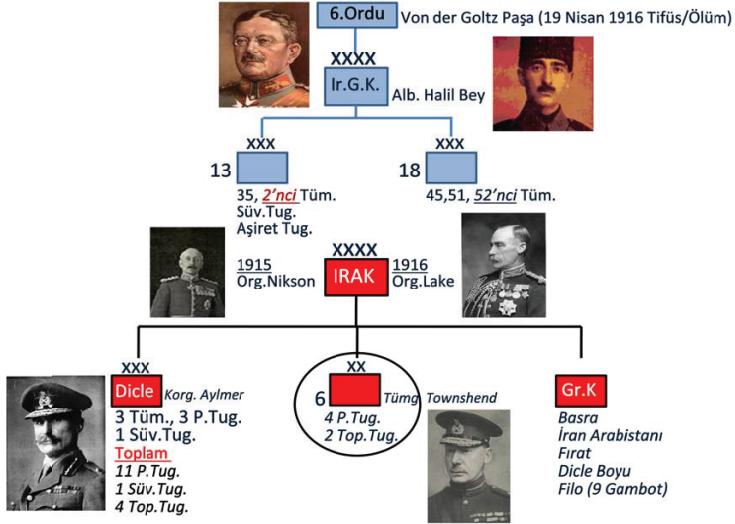 6.Ordu
Von der Goltz Paşa (19 Nisan 1916 Tifüs/Ölüm)
XXXX
Ir.G.K.
Alb. Halil Bey
XXX
13
35, 2'nci Tüm.
Süv.Tug.
Aşiret Tug.
XXX
18
45,51, 52'nci Tüm.
XXXX
1915
Org.Nikson
IRAK
1916
Org.Lake
XXX
Dicle
Korg. Aylmer
3 Tüm., 3 P.Tug.
1 Süv.Tug.
Toplam
11 P.Tug.
1 Süv.Tug.
4 Top.Tug.
XX
6
Tümg Townshend
4 P.Tug.
2 Top.Tug.
Gr.K
Basra
İran Arabistanı
Fırat
Dicle Boyu
Filo (9 Gambot)